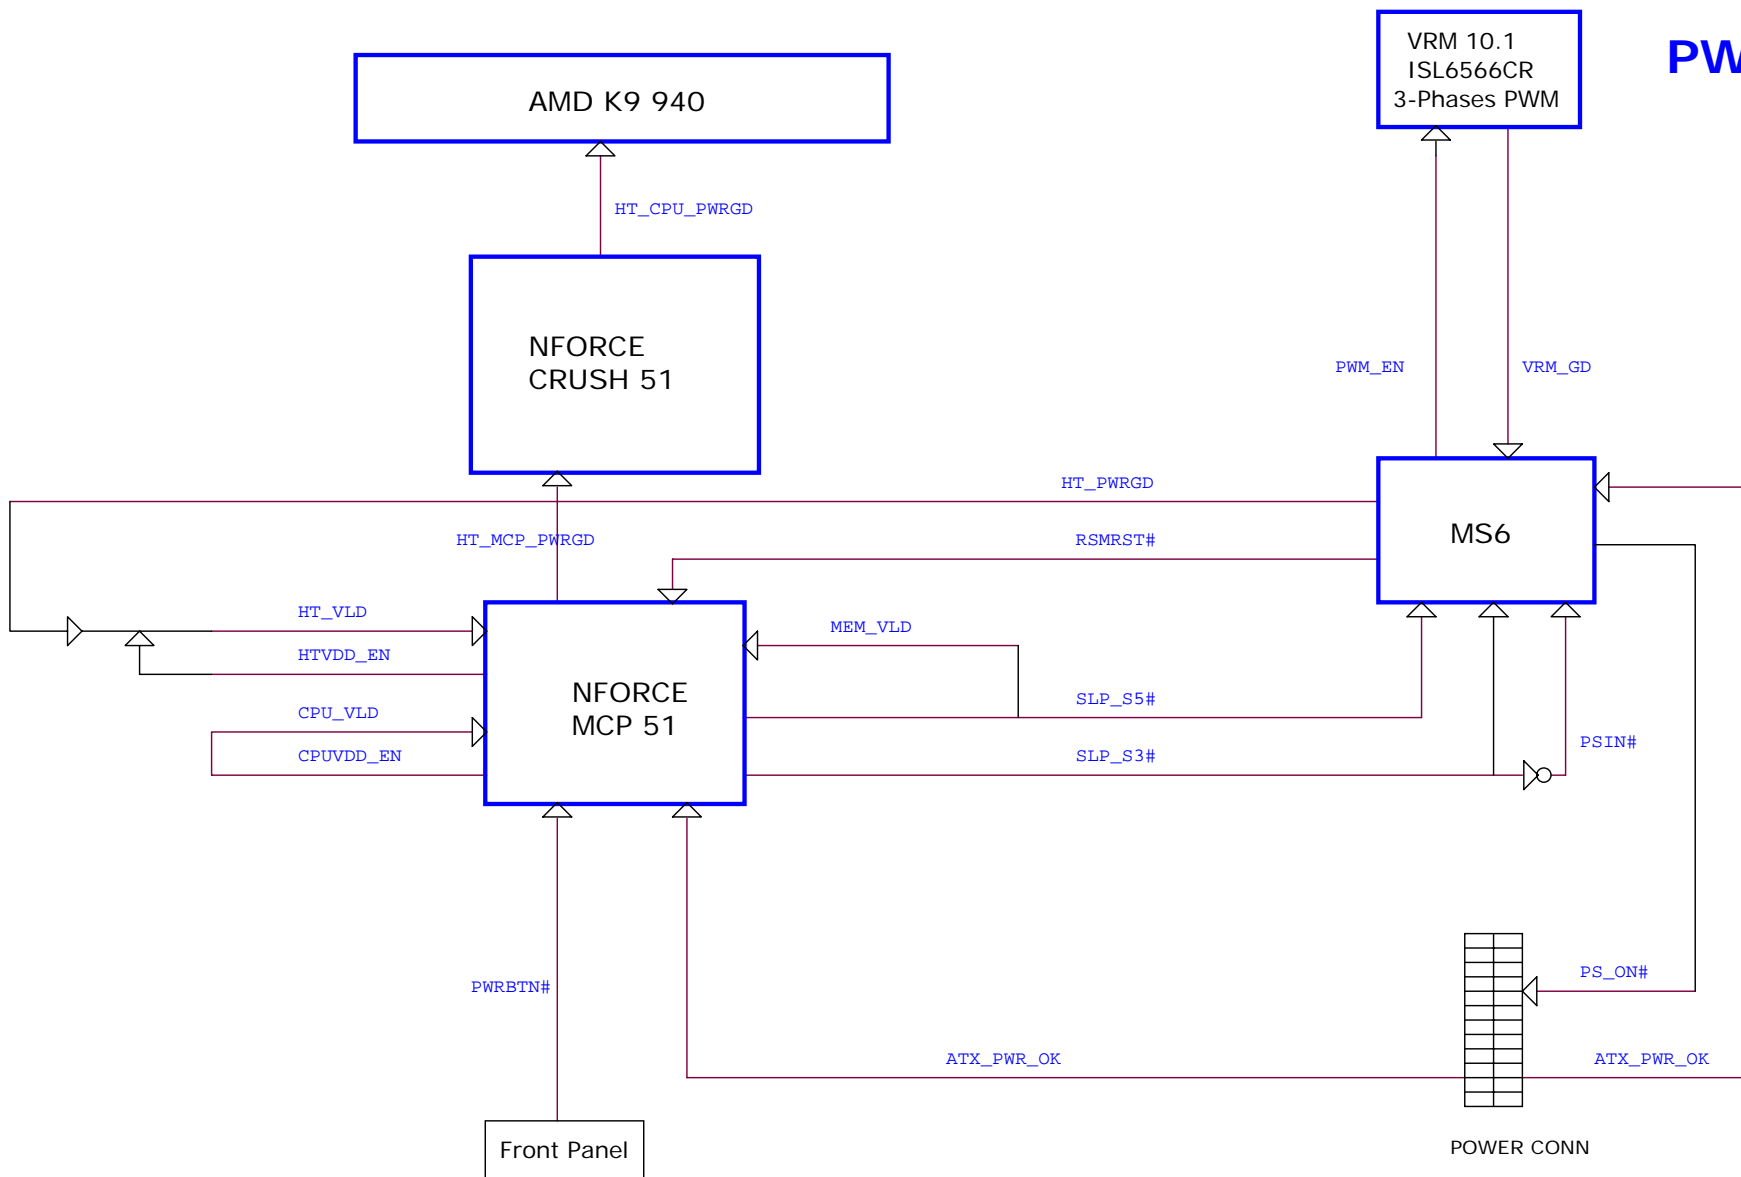 VRM 10.1
ISL6566CR
3-Phases PWM
PW
AMD K9 940
HT_CPU_PWRGD
NFORCE
CRUSH 51
PWM_EN
VRM_GD
HT_PWRGD
HT_MCP_PWRGD
RSMRST#
MS6
HT_VLD
MEM_VLD
HTVDD_EN
NFORCE
MCP 51
SLP_S5#
CPU_VLD
CPUVDD_EN
SLP_S3#
PSIN#
PWRBTN#
PS_ON#
ATX_PWR_OK
ATX_PWR_OK
Front Panel
POWER CONN